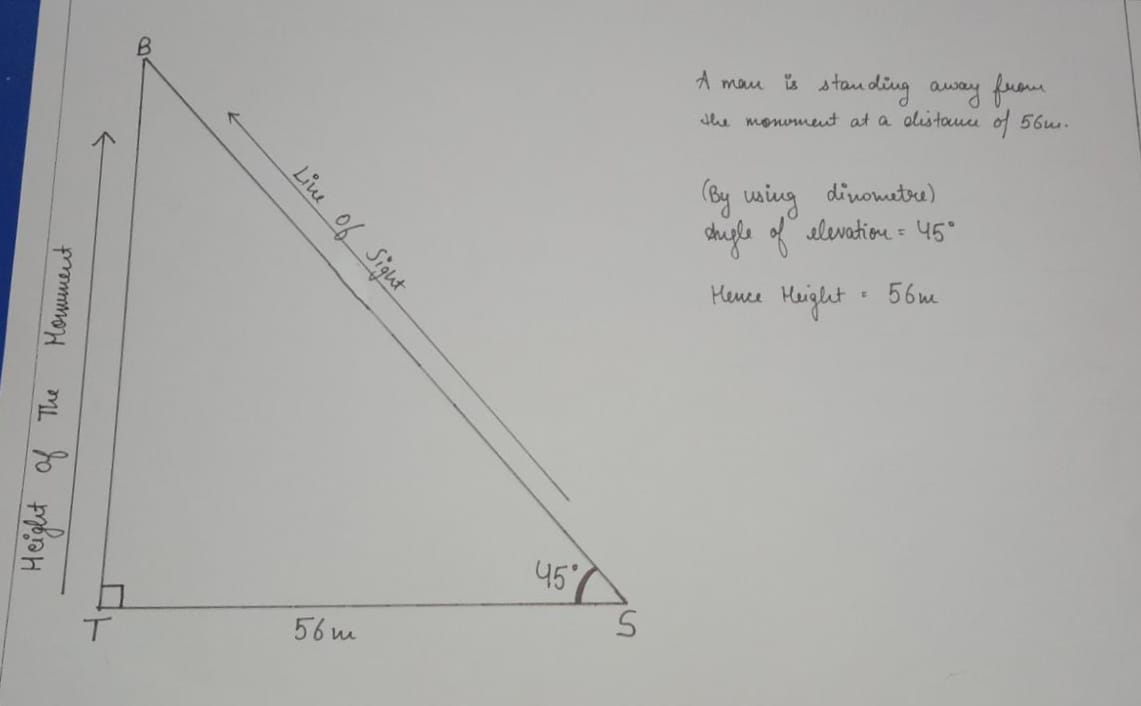 B
Line Of Sight
Height of The Monument
45°
T
56m
S
A man is standing away from
the monument at a distance of 56m.
(By using dinometre)
Angle of elevation = 45°
Hence Height = 56m